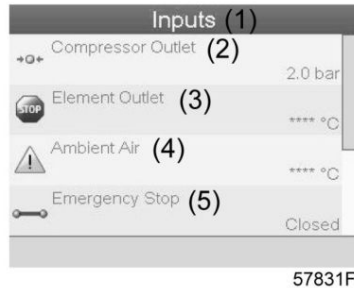 Inputs (1)
Compressor Outlet (2)
2.0 bar
STOP Element Outlet (3)
**** °C
Ambient Air (4)
**** °C
Emergency Stop (5)
Closed
57831F